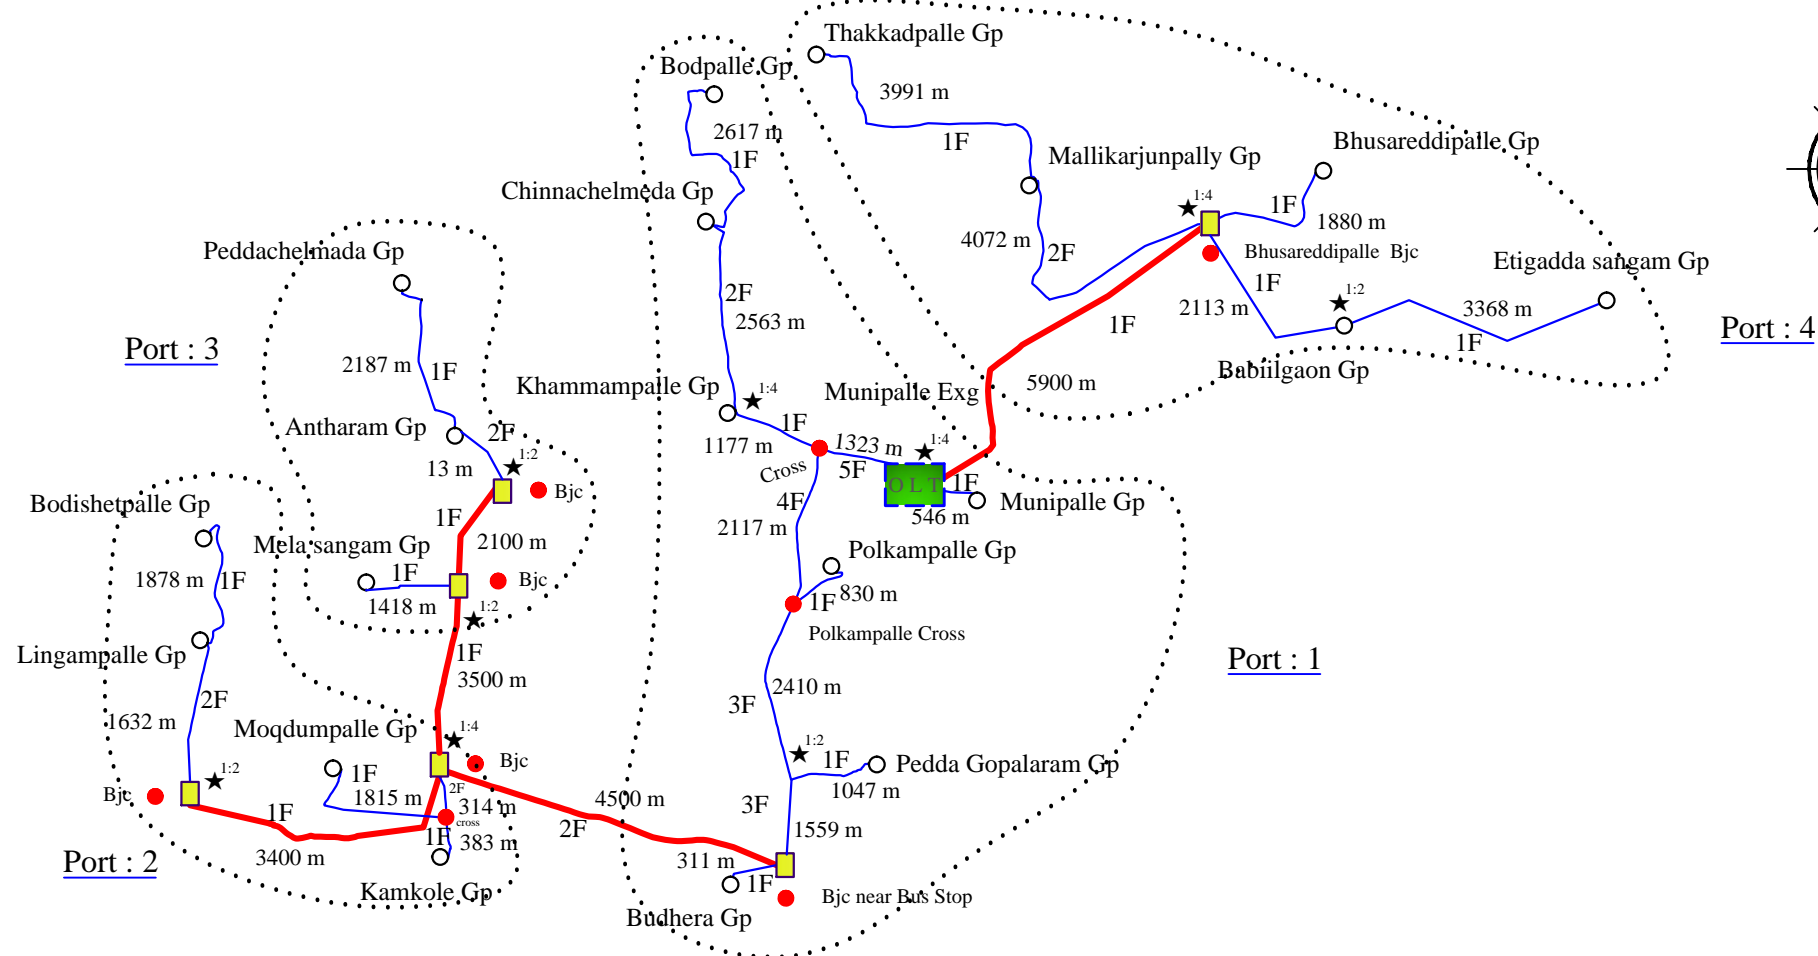 Thakkadpalle Gp
Bodpalle Gp
3991 m
2617 m
1F
1F
Bhusareddipalle Gp
Mallikarjunpally Gp
Chinnachelmeda Gp
1:4
1F
1880 m
Peddachelmada Gp
4072 m
2F
Bhusareddipalle Bjc
Etigadda sangam Gp
2F
2563 m
1F
2113 m
1:2
3368 m
1F
Port : 4
1F
Port : 3
2187 m
1F
Khammampalle Gp
1:4
Munipalle Exg
5900 m
Babiilgaon Gp
Antharam Gp
2F
1F
1177 m
1323 m
5F
1:4
Cross
13 m
1:2
Bjc
O L T
1F
546 m
Munipalle Gp
Bodishetpalle Gp
1F
4F
2117 m
Mela sangam Gp
2100 m
Polkampalle Gp
1878 m
1F
1F
1418 m
Bjc
1F
830 m
1:2
Polkampalle Cross
Lingampalle Gp
1F
3500 m
Port : 1
2F
1632 m
2410 m
3F
Moqdumpalle Gp
1:4
1:2
1F
Pedda Gopalaram Gp
1:2
Bjc
1F
1047 m
Bjc
1815 m
2F
314 m
4500 m
3F
1F
cross
2F
1559 m
1F
383 m
3400 m
Port : 2
311 m
1F
Kamkole Gp
Bjc near Bus Stop
Budhera Gp